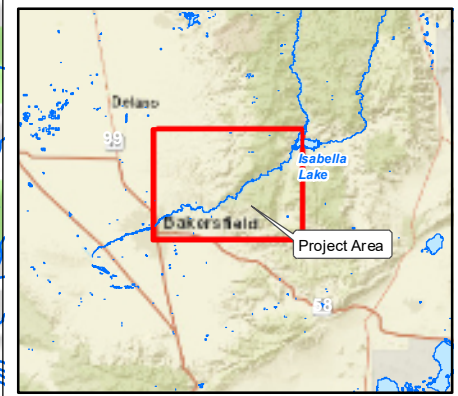 Delano
99
Isabella
Lake
Bakersfield
Project Area
58